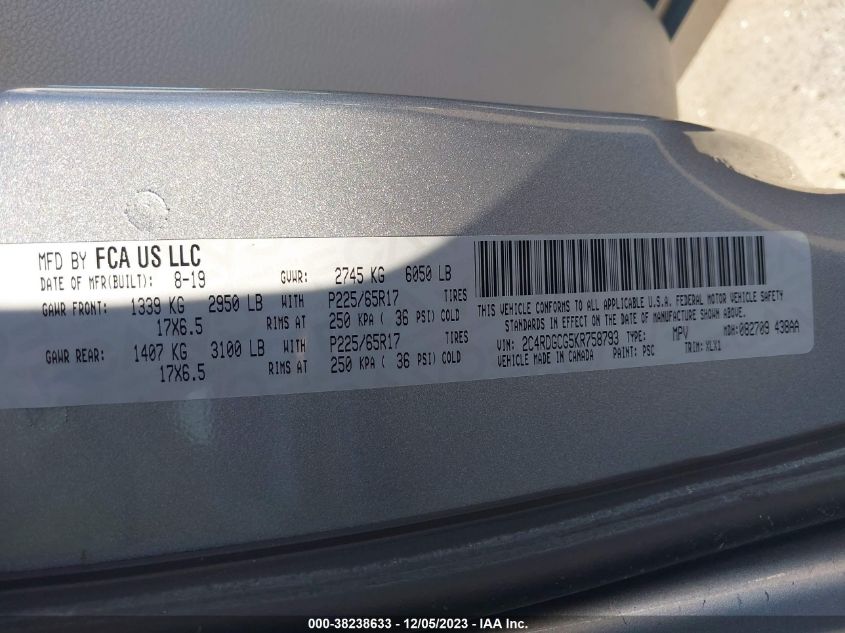 MFD BY FCA US LLC
DATE OF MFR(BUILT): 8-19 GVWR: 2745 KG 6050 LB
GAWR FRONT: 1339 KG 2950 LB WITH P225/65R17 TIRES
17X6.5 RIMS AT 250 KPA ( 36 PSI) COLD
GAWR REAR: 1407 KG 3100 LB WITH P225/65R17 TIRES
17X6.5 RIMS AT 250 KPA ( 36 PSI) COLD
THIS VEHICLE CONFORMS TO ALL APPLICABLE U.S.A. FEDERAL MOTOR VEHICLE SAFETY
STANDARDS IN EFFECT ON THE DATE OF MANUFACTURE SHOWN ABOVE.
VIN: 2C4RDGCG5KR758793 TYPE: MPV MDH: 082709 438AA
VEHICLE MADE IN CANADA PAINT: PSC TRIM: XLX1
000-38238633 - 12/05/2023 - IAA Inc.